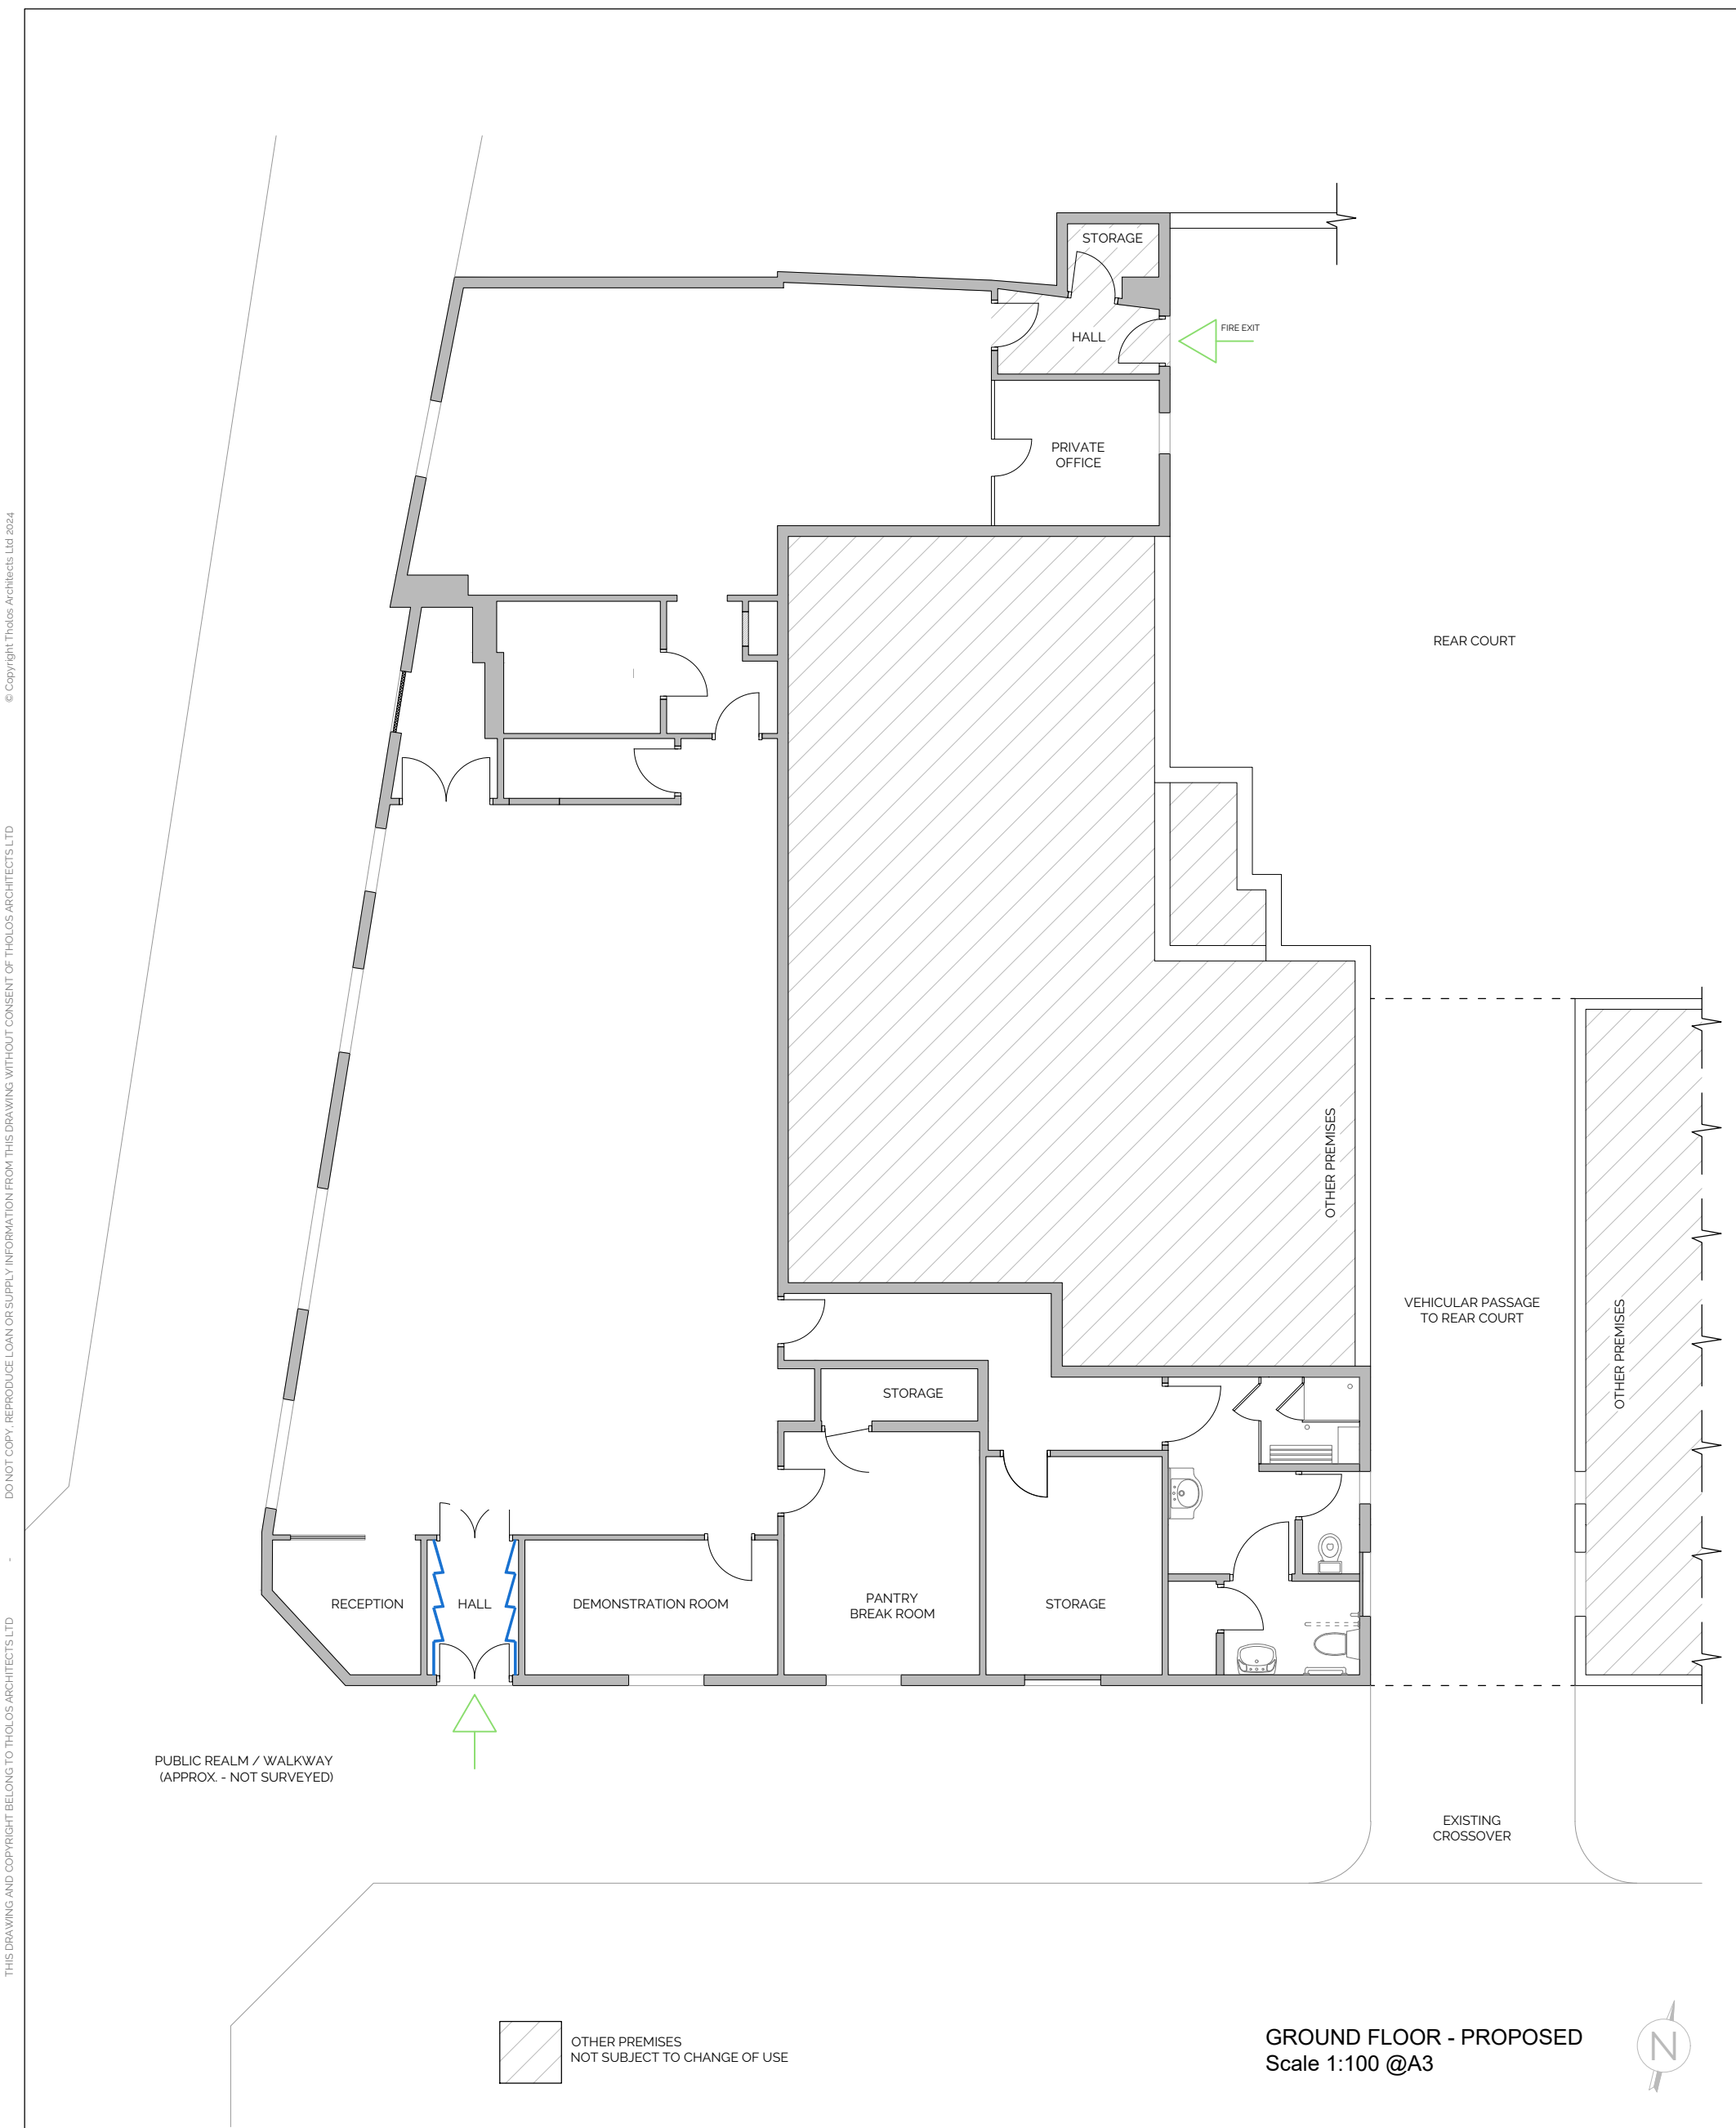 STORAGE
FIRE EXIT
HALL
PRIVATE
OFFICE
REAR COURT
OTHER PREMISES
VEHICULAR PASSAGE
TO REAR COURT
OTHER PREMISES
STORAGE
RECEPTION
HALL
DEMONSTRATION ROOM
PANTRY
BREAK ROOM
STORAGE
PUBLIC REALM / WALKWAY
(APPROX. - NOT SURVEYED)
EXISTING
CROSSOVER
OTHER PREMISES
NOT SUBJECT TO CHANGE OF USE
GROUND FLOOR - PROPOSED
Scale 1:100 @A3
N
THIS DRAWING AND COPYRIGHT BELONG TO THOLOS ARCHITECTS LTD - DO NOT COPY, REPRODUCE LOAN OR SUPPLY INFORMATION FROM THIS DRAWING WITHOUT CONSENT OF THOLOS ARCHITECTS LTD © Copyright Tholos Architects Ltd 2024